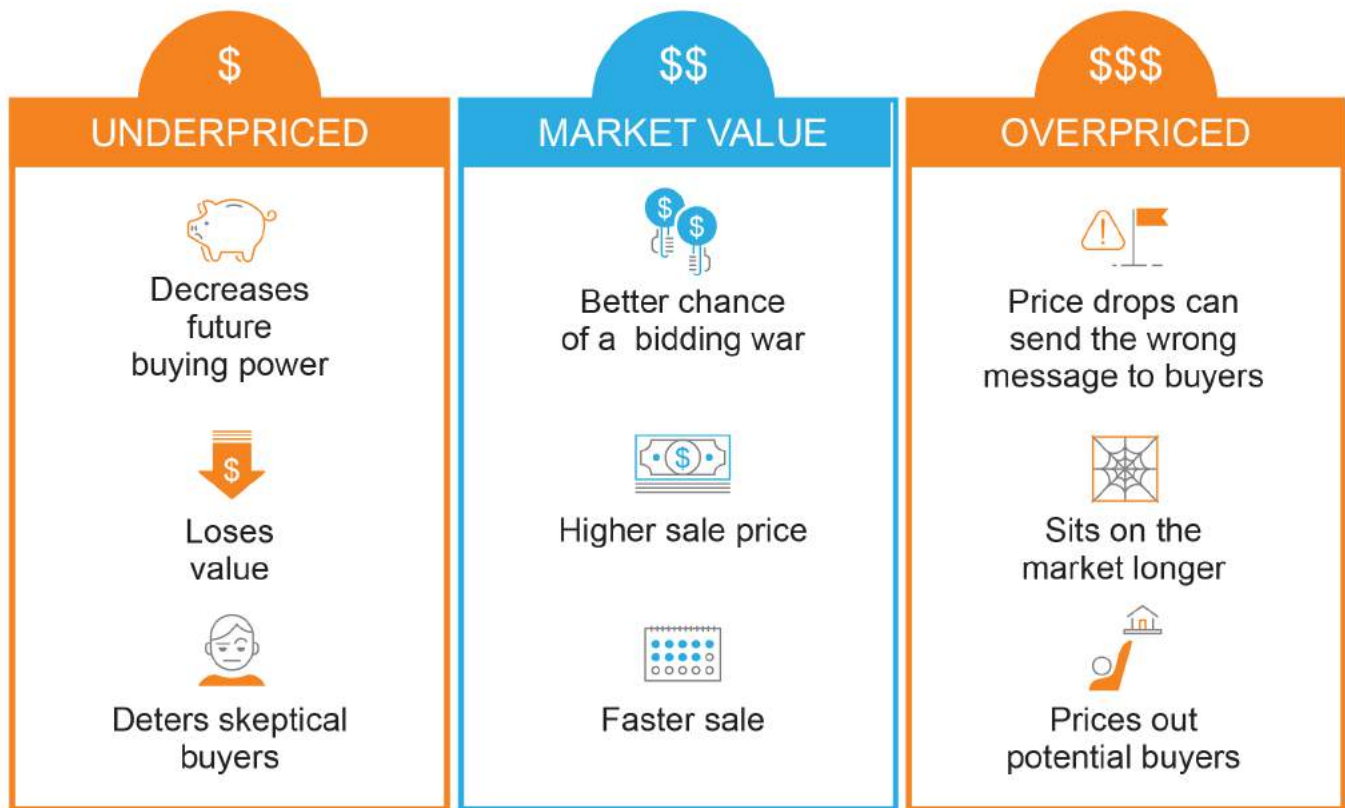 $
UNDERPRICED
$
Decreases
future
buying power
$
Loses
value
Deters skeptical
buyers
$$
MARKET VALUE
$
$
Better chance
of a bidding war
$
Higher sale price
Faster sale
$$$
OVERPRICED
!
Price drops can
send the wrong
message to buyers
Sits on the
market longer
Prices out
potential buyers